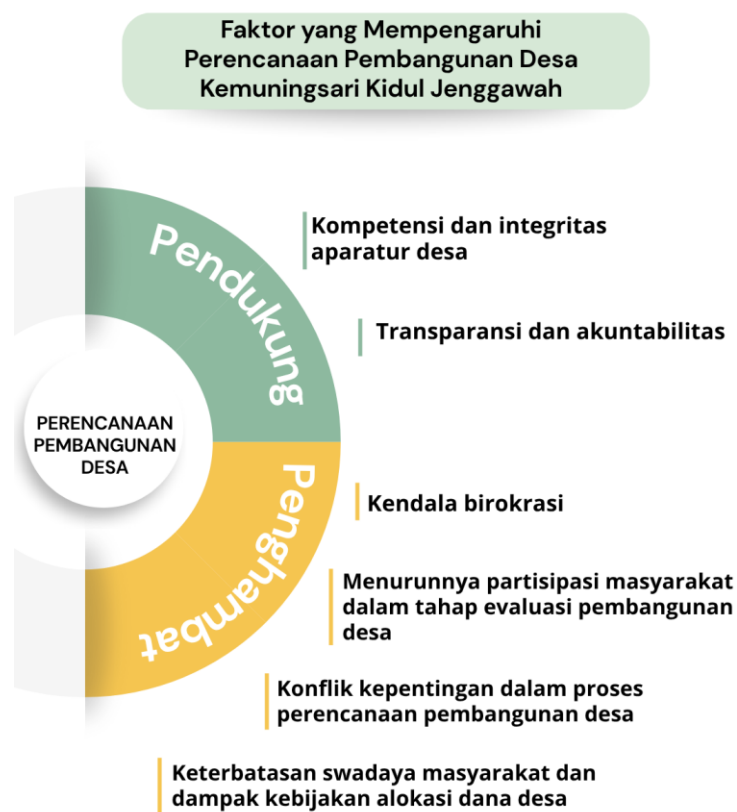 Faktor yang Mempengaruhi
Perencanaan Pembangunan Desa
Kemuningsari Kidul Jenggawah
Pendukung
Kompetensi dan integritas
aparatur desa
Transparansi dan akuntabilitas
PERENCANAAN
PEMBANGUNAN
DESA
Penghambat
Kendala birokrasi
Menurunnya partisipasi masyarakat
dalam tahap evaluasi pembangunan
desa
Konflik kepentingan dalam proses
perencanaan pembangunan desa
Keterbatasan swadaya masyarakat dan
dampak kebijakan alokasi dana desa